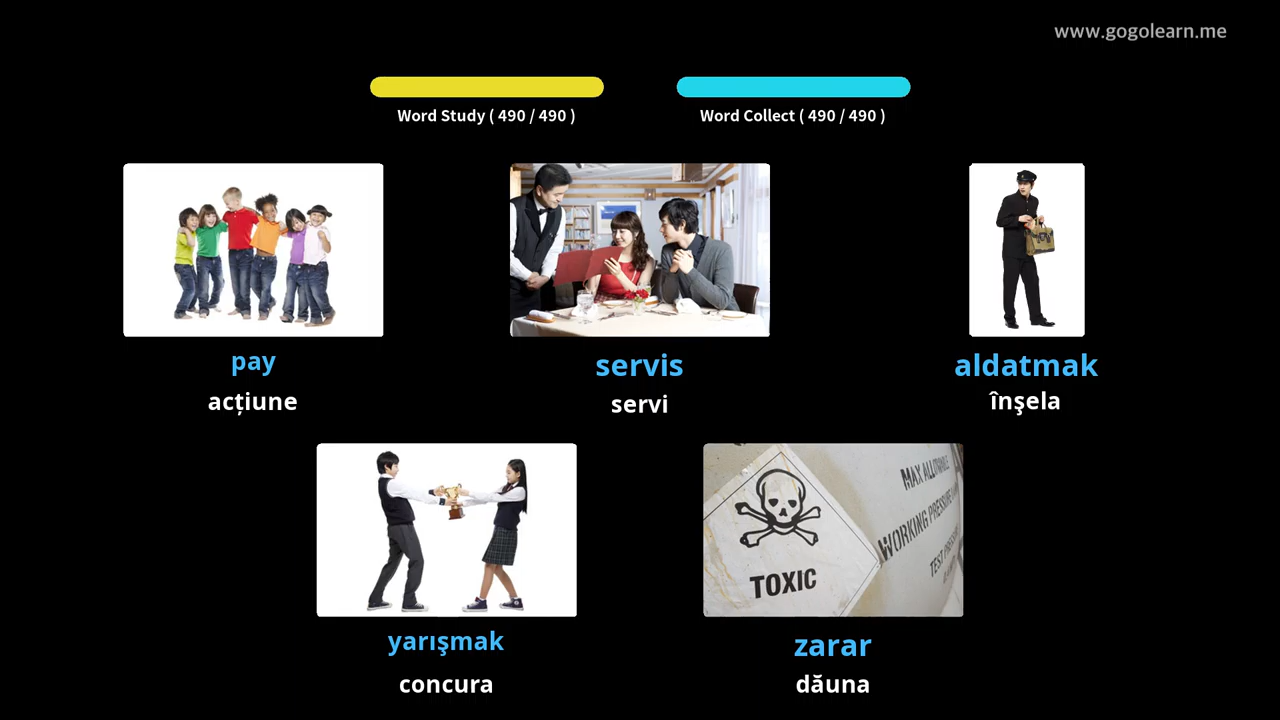 www.gogolearn.me
Word Study ( 490 / 490 )
Word Collect ( 490 / 490 )
pay
acțiune
servis
servi
aldatmak
înşela
yarışmak
concura
zarar
dăuna
MAX ALLOWABLE
WORKING PRESSURE
TEST PRESSURE
TOXIC